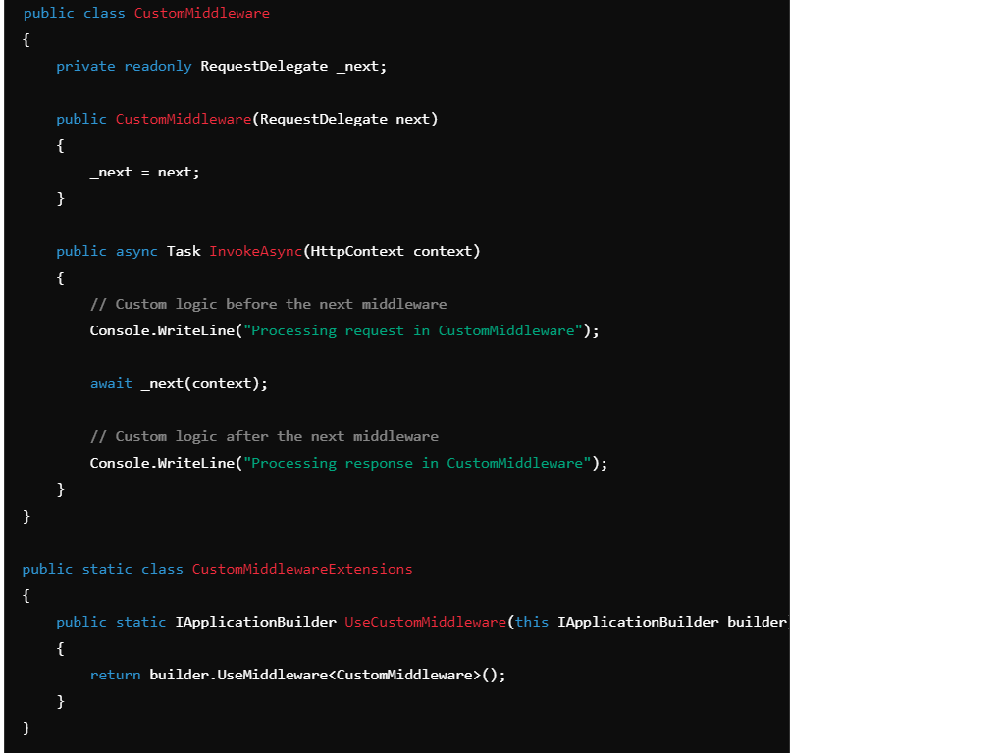 public class CustomMiddleware
{
    private readonly RequestDelegate _next;

    public CustomMiddleware(RequestDelegate next)
    {
        _next = next;
    }

    public async Task InvokeAsync(HttpContext context)
    {
        // Custom logic before the next middleware
        Console.WriteLine("Processing request in CustomMiddleware");

        await _next(context);

        // Custom logic after the next middleware
        Console.WriteLine("Processing response in CustomMiddleware");
    }
}

public static class CustomMiddlewareExtensions
{
    public static IApplicationBuilder UseCustomMiddleware(this IApplicationBuilder builder
    {
        return builder.UseMiddleware<CustomMiddleware>();
    }
}